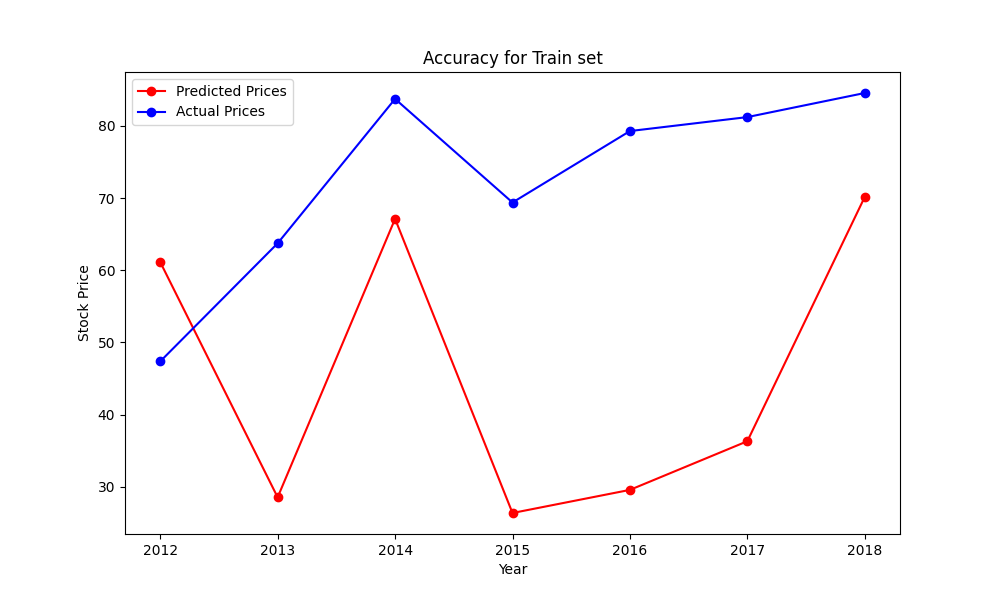 Accuracy for Train set
Predicted Prices
Actual Prices
Stock Price
80
70
60
50
40
30
2012 2013 2014 2015 2016 2017 2018
Year